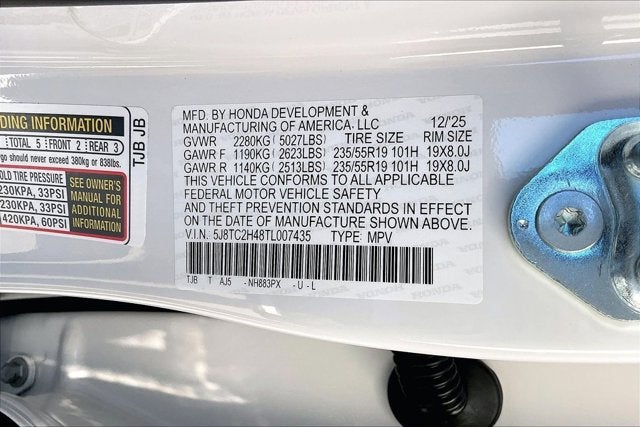 DING INFORMATION
TOTAL 5 FRONT 2 REAR 3
rgo should never exceed 380kg or 838lbs.
OLD TIRE PRESSURE
230KPA, 33PSI
230KPA, 33PSI
420KPA, 60PSI
SEE OWNER'S
MANUAL FOR
ADDITIONAL
INFORMATION
TJB JB
MFD. BY HONDA DEVELOPMENT &
MANUFACTURING OF AMERICA, LLC 12/'25
GVWR 2280KG(5027LBS) TIRE SIZE RIM SIZE
GAWR F 1190KG(2623LBS) 235/55R19 101H 19X8.0J
GAWR R 1140KG(2513LBS) 235/55R19 101H 19X8.0J
THIS VEHICLE CONFORMS TO ALL APPLICABLE
FEDERAL MOTOR VEHICLE SAFETY
AND THEFT PREVENTION STANDARDS IN EFFECT
ON THE DATE OF MANUFACTURE SHOWN ABOVE.
V.I.N. 5J8TC2H48TL007435 TYPE: MPV
TJB T AJ5 -NH883PX -U-L